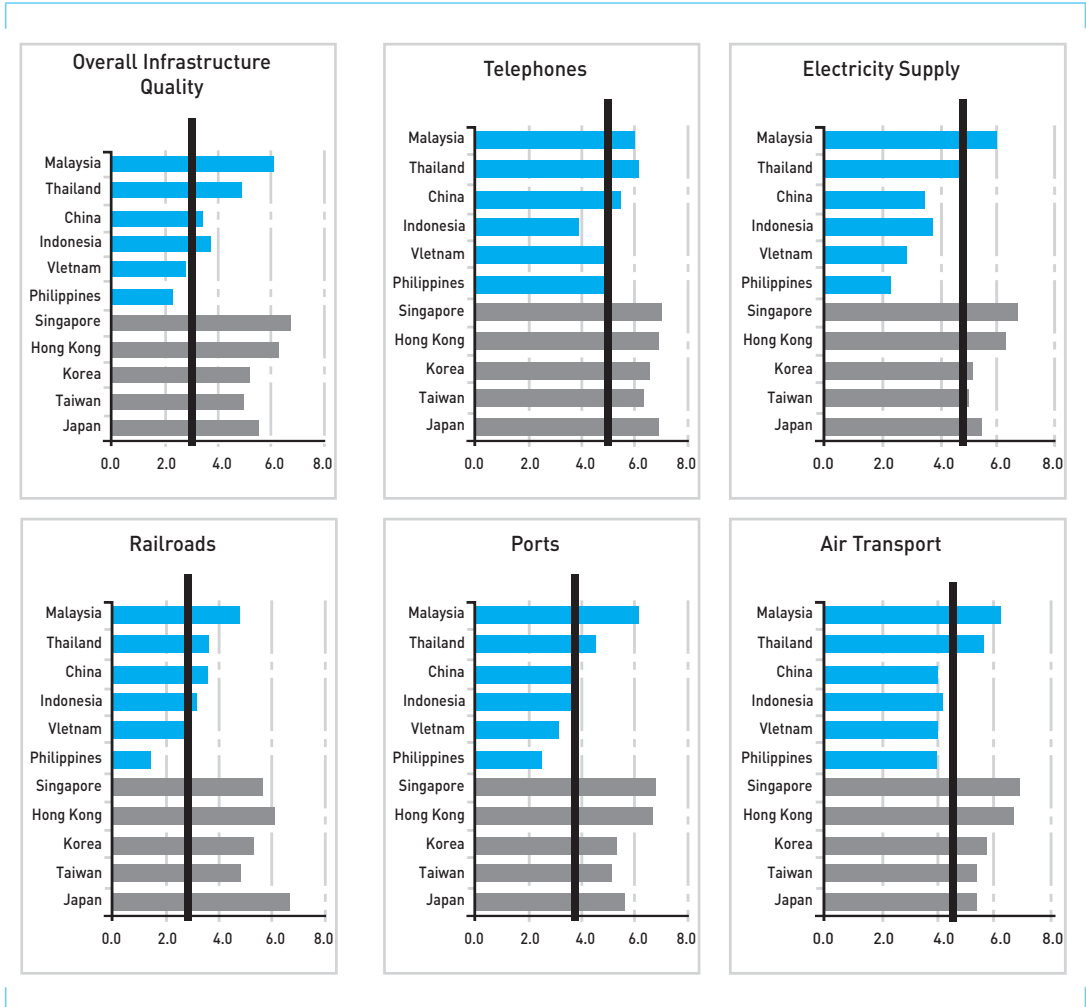 Overall Infrastructure
Quality
Malaysia
Thailand
China
Indonesia
Vletnam
Philippines
Singapore
Hong Kong
Korea
Taiwan
Japan
0.0 2.0 4.0 6.0 8.0
Telephones
Malaysia
Thailand
China
Indonesia
Vletnam
Philippines
Singapore
Hong Kong
Korea
Taiwan
Japan
0.0 2.0 4.0 6.0 8.0
Electricity Supply
Malaysia
Thailand
China
Indonesia
Vletnam
Philippines
Singapore
Hong Kong
Korea
Taiwan
Japan
0.0 2.0 4.0 6.0 8.0
Railroads
Malaysia
Thailand
China
Indonesia
Vletnam
Philippines
Singapore
Hong Kong
Korea
Taiwan
Japan
0.0 2.0 4.0 6.0 8.0
Ports
Malaysia
Thailand
China
Indonesia
Vletnam
Philippines
Singapore
Hong Kong
Korea
Taiwan
Japan
0.0 2.0 4.0 6.0 8.0
Air Transport
Malaysia
Thailand
China
Indonesia
Vletnam
Philippines
Singapore
Hong Kong
Korea
Taiwan
Japan
0.0 2.0 4.0 6.0 8.0